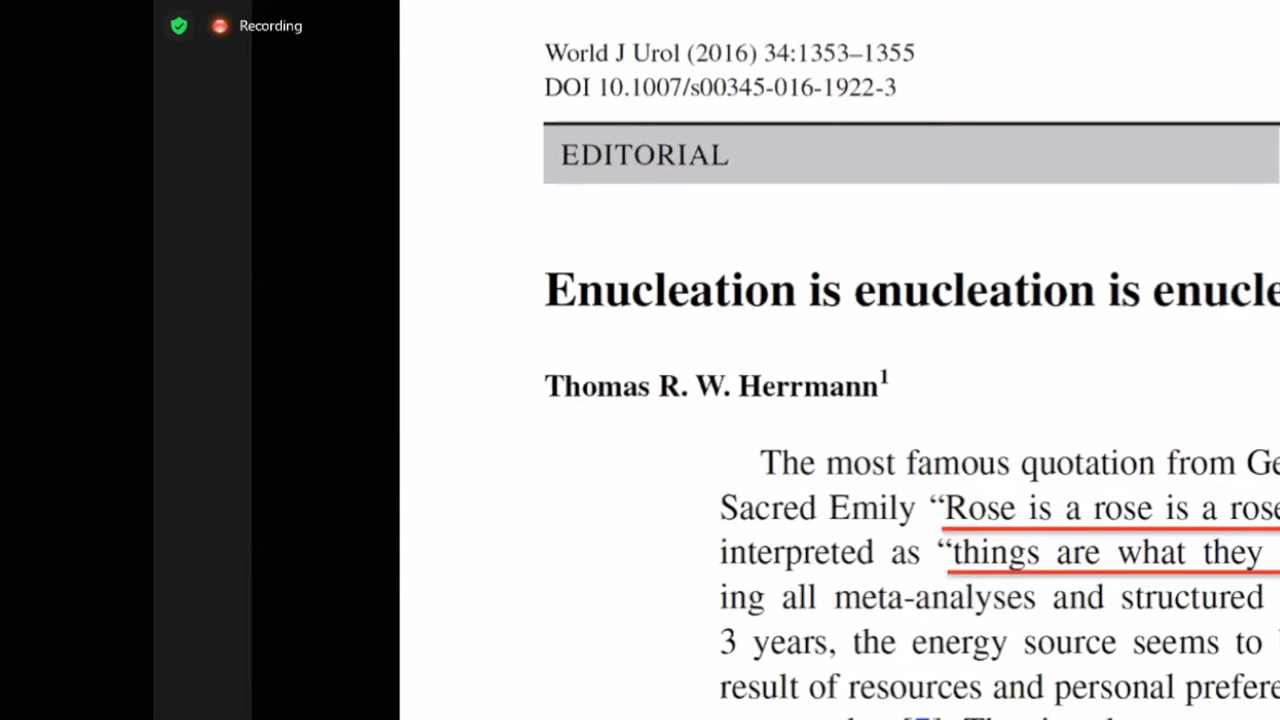 Recording
World J Urol (2016) 34:1353–1355
DOI 10.1007/s00345-016-1922-3
EDITORIAL
Enucleation is enucleation is
Thomas R. W. Herrmann¹
The most famous quotation from
Sacred Emily “Rose is a rose is a rose
interpreted as “things are what they
ing all meta-analyses and structured
3 years, the energy source seems to
result of resources and personal